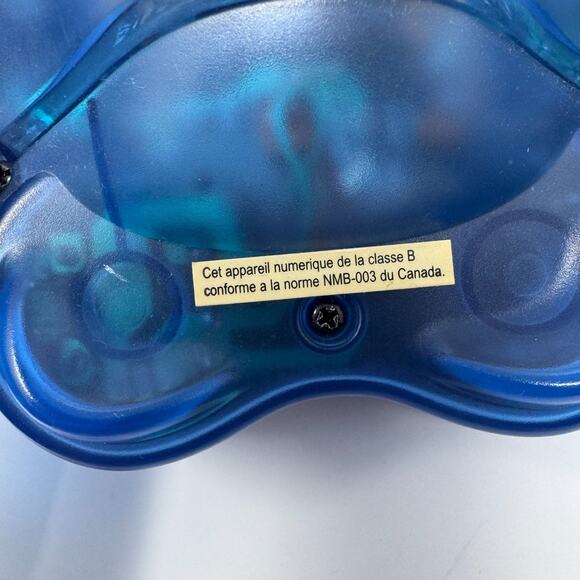 Cet appareil numerique de la classe B
conforme a la norme NMB-003 du Canada.